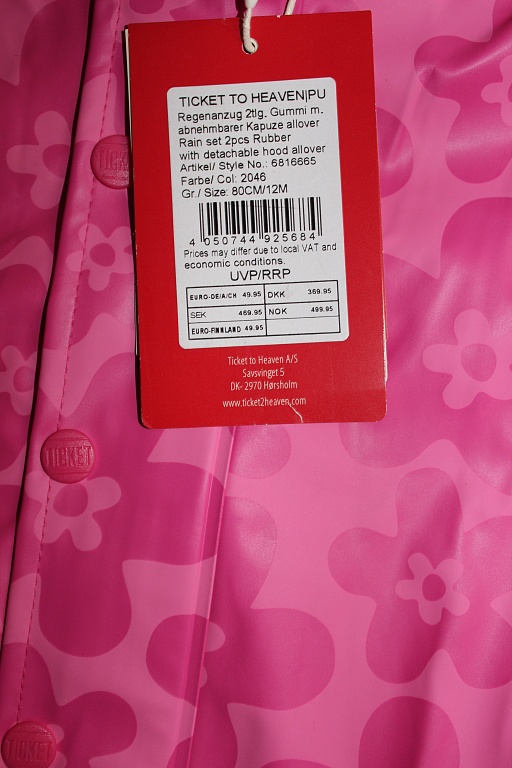 TICKET TO HEAVEN|PU
Regenanzug 2tlg. Gummi m.
abnehmbarer Kapuze allover
Rain set 2pcs Rubber
with detachable hood allover
Artikel/ Style No.: 6816665
Farbe/ Col: 2046
Gr./ Size: 80CM/12M
4 050744 925684
Prices may differ due to local VAT and
economic conditions.
UVP/RRP
EURO-DE/A/CH 49.95 DKK 369.95
SEK 469.95 NOK 499.95
EURO-FINNLAND 49.95
Ticket to Heaven A/S
Savsvinget 5
DK- 2970 Hørsholm
www.ticket2heaven.com
TICKET
TICKET